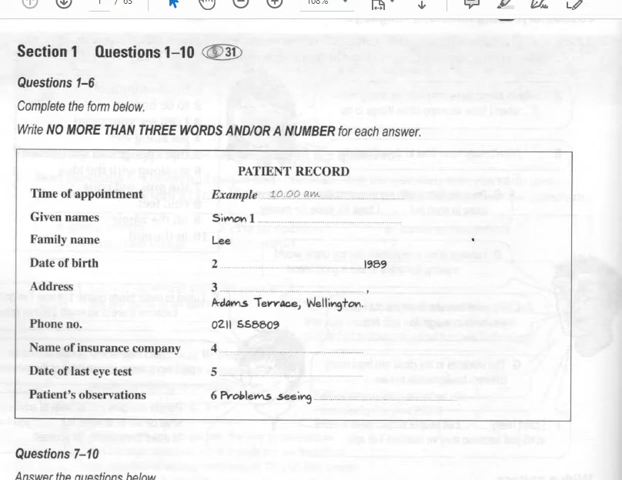 1 / 63
108%
Section 1 Questions 1–10 31
Questions 1–6
Complete the form below.
Write NO MORE THAN THREE WORDS AND/OR A NUMBER for each answer.
PATIENT RECORD
Time of appointment Example 10.00 am
Given names Simon 1
Family name Lee
Date of birth 2 1989
Address 3 ,
Adams Terrace, Wellington.
Phone no. 0211 558809
Name of insurance company 4
Date of last eye test 5
Patient's observations 6 Problems seeing
Questions 7–10
Answer the questions below.